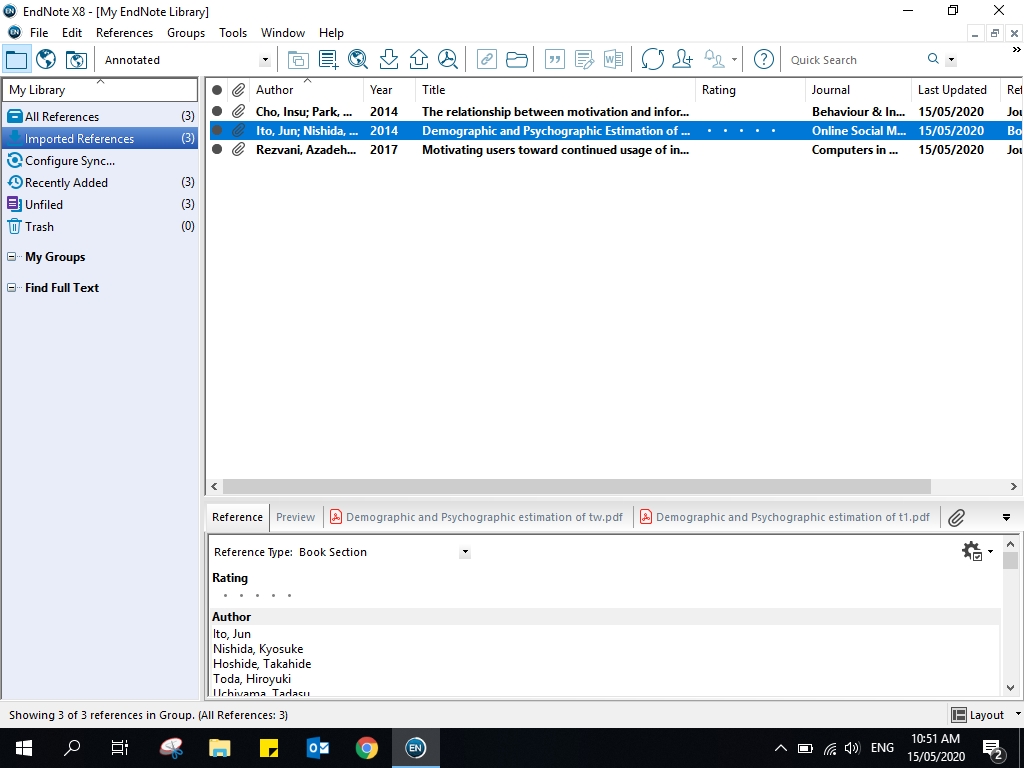 EndNote X8 - [My EndNote Library]
File Edit References Groups Tools Window Help
Annotated
Quick Search
My Library
All References (3)
Imported References (3)
Configure Sync...
Recently Added (3)
Unfiled (3)
Trash (0)
My Groups
Find Full Text
Author Year Title Rating Journal Last Updated Ref
Cho, Insu; Park, ... 2014 The relationship between motivation and infor... Behaviour & In... 15/05/2020 Jou
Ito, Jun; Nishida, ... 2014 Demographic and Psychographic Estimation of ... Online Social M... 15/05/2020 Bo
Rezvani, Azadeh... 2017 Motivating users toward continued usage of in... Computers in ... 15/05/2020 Jou
Reference Preview Demographic and Psychographic estimation of tw.pdf Demographic and Psychographic estimation of t1.pdf
Reference Type: Book Section
Rating
Author
Ito, Jun
Nishida, Kyosuke
Hoshide, Takahide
Toda, Hiroyuki
Uchiyama, Tadasu
Showing 3 of 3 references in Group. (All References: 3)
Layout
EN
ENG
10:51 AM
15/05/2020
2